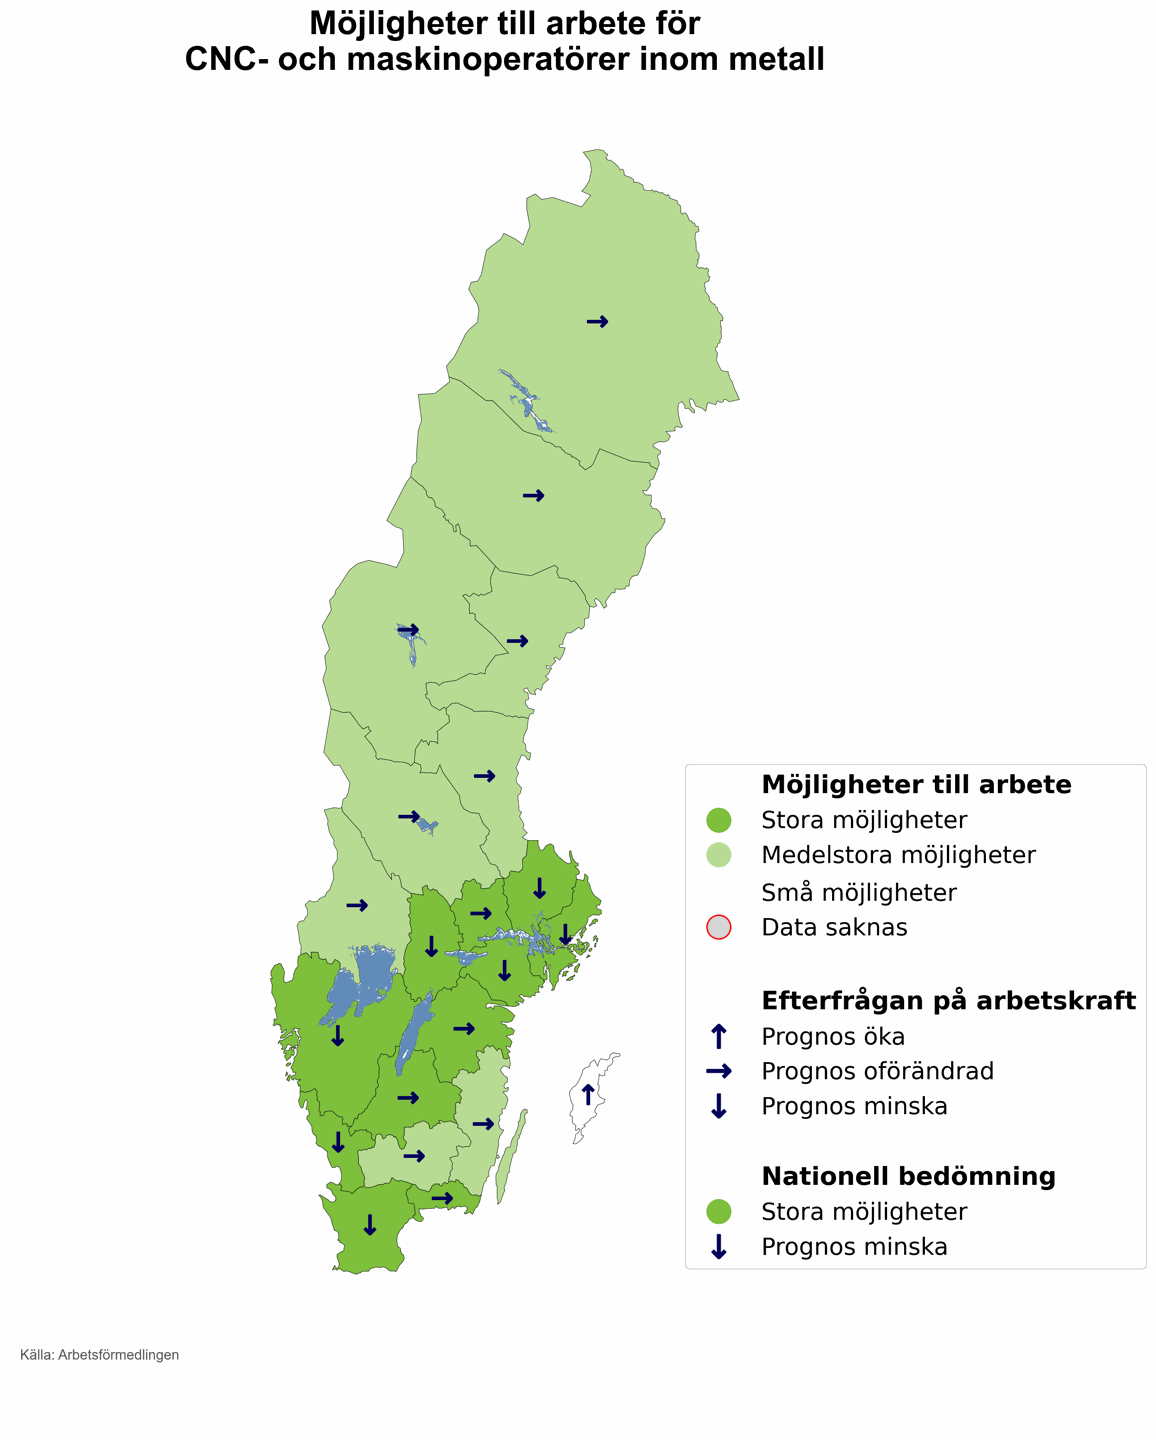 Möjligheter till arbete för
CNC- och maskinoperatörer inom metall
Möjligheter till arbete
Stora möjligheter
Medelstora möjligheter
Små möjligheter
Data saknas
Efterfrågan på arbetskraft
Prognos öka
Prognos oförändrad
Prognos minska
Nationell bedömning
Stora möjligheter
Prognos minska
Källa: Arbetsförmedlingen